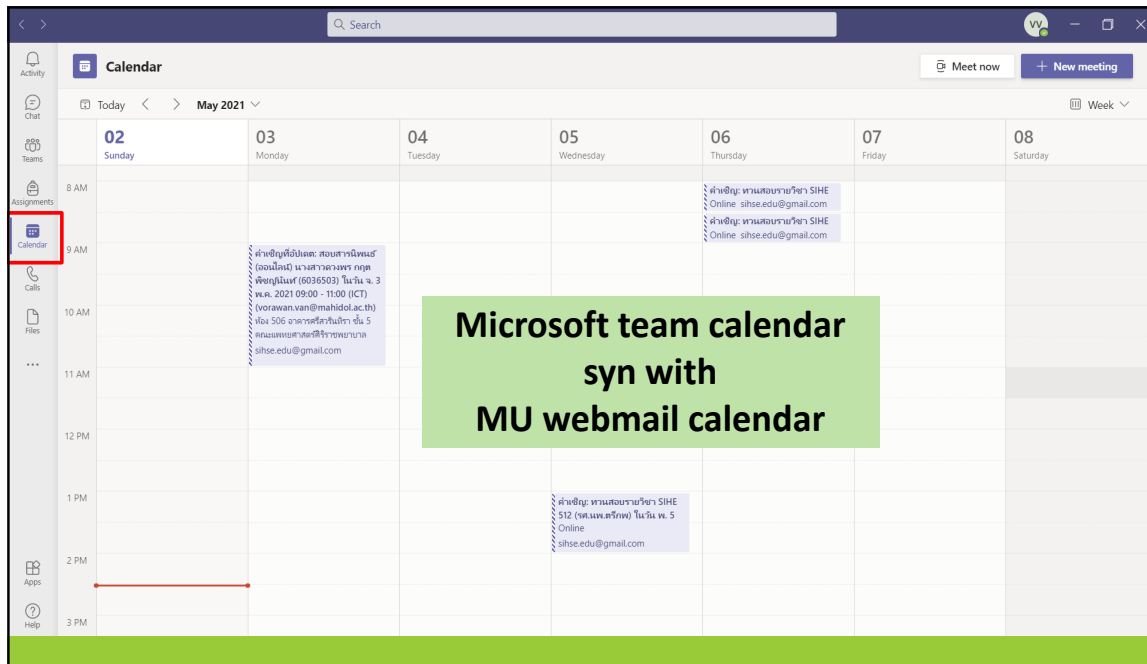 Search
VV
Activity
Calendar
Meet now
+ New meeting
Chat
Today
May 2021
Week
Teams
02
Sunday
03
Monday
04
Tuesday
05
Wednesday
06
Thursday
07
Friday
08
Saturday
Assignments
Calendar
Calls
Files
...
Apps
Help
8 AM
9 AM
10 AM
11 AM
12 PM
1 PM
2 PM
3 PM
คำเชิญที่อัปเดต: สอบสารนิพนธ์
(ออนไลน์) นางสาวดวงพร กฤต
พิชญนันท์ (6036503) ในวัน จ. 3
พ.ค. 2021 09:00 - 11:00 (ICT)
(vorawan.van@mahidol.ac.th)
ห้อง 506 อาคารศรีสวรินทิรา ชั้น 5
คณะแพทยศาสตร์ศิริราชพยาบาล
sihse.edu@gmail.com
คำเชิญ: ทวนสอบรายวิชา SIHE
512 (รศ.นพ.ตรีภพ) ในวัน พ. 5
Online
sihse.edu@gmail.com
คำเชิญ: ทวนสอบรายวิชา SIHE
Online sihse.edu@gmail.com
คำเชิญ: ทวนสอบรายวิชา SIHE
Online sihse.edu@gmail.com
Microsoft team calendar
syn with
MU webmail calendar